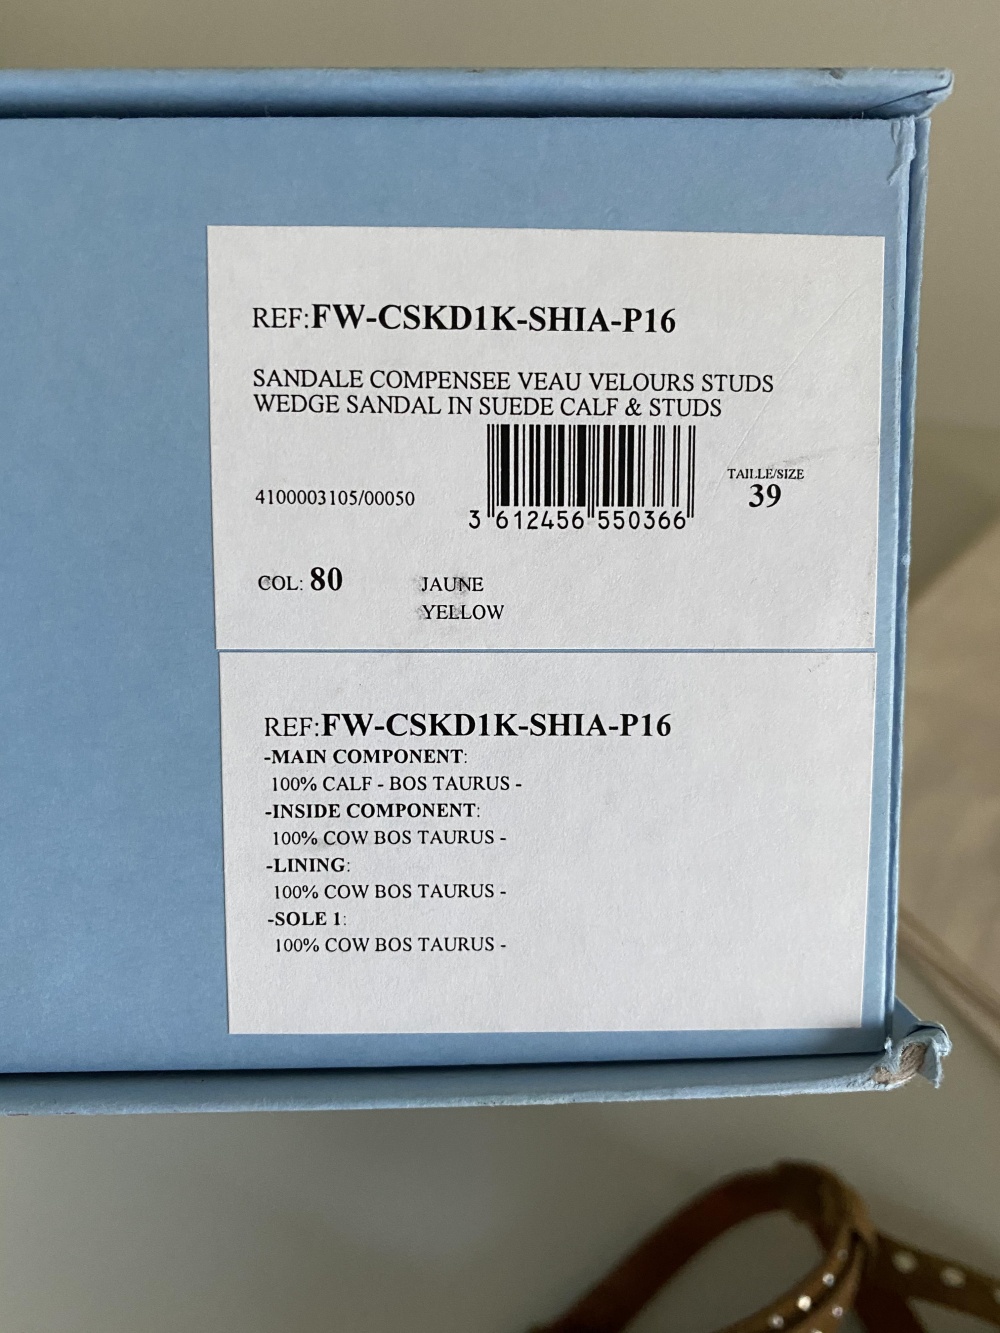 REF:FW-CSKD1K-SHIA-P16
SANDALE COMPENSEE VEAU VELOURS STUDS
WEDGE SANDAL IN SUEDE CALF & STUDS
4100003105/00050
3 612456 550366
TAILLE/SIZE
39
COL: 80 JAUNE
YELLOW
REF:FW-CSKD1K-SHIA-P16
-MAIN COMPONENT:
100% CALF - BOS TAURUS -
-INSIDE COMPONENT:
100% COW BOS TAURUS -
-LINING:
100% COW BOS TAURUS -
-SOLE 1:
100% COW BOS TAURUS -